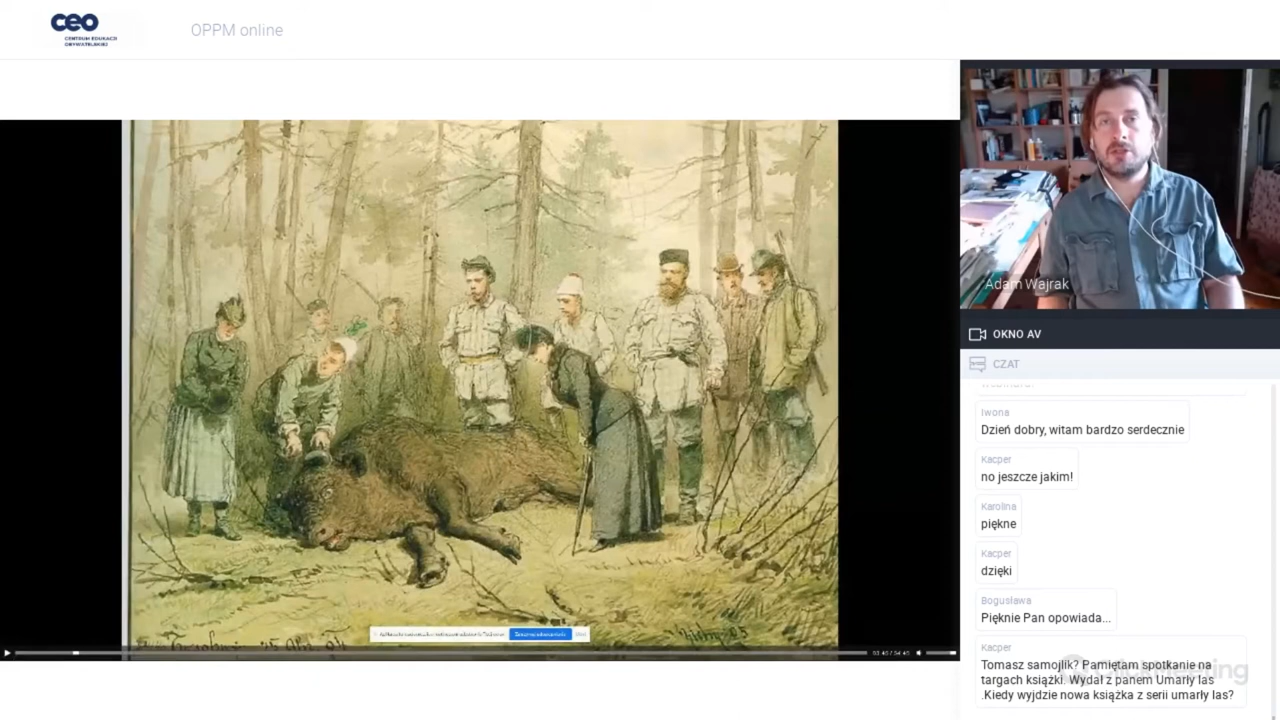 ceo
CENTRUM EDUKACJI
OBYWATELSKIEJ
OPPM online
Adam Wajrak
OKNO AV
CZAT
Iwona
Dzień dobry, witam bardzo serdecznie
Kacper
no jeszcze jakim!
Karolina
piękne
Kacper
dzięki
Bogusława
Pięknie Pan opowiada...
Kacper
Tomasz samojlik? Pamiętam spotkanie na
targach książki. Wydał z panem Umarły las
.Kiedy wyjdzie nowa książka z serii umarły las?
ClickMeeting